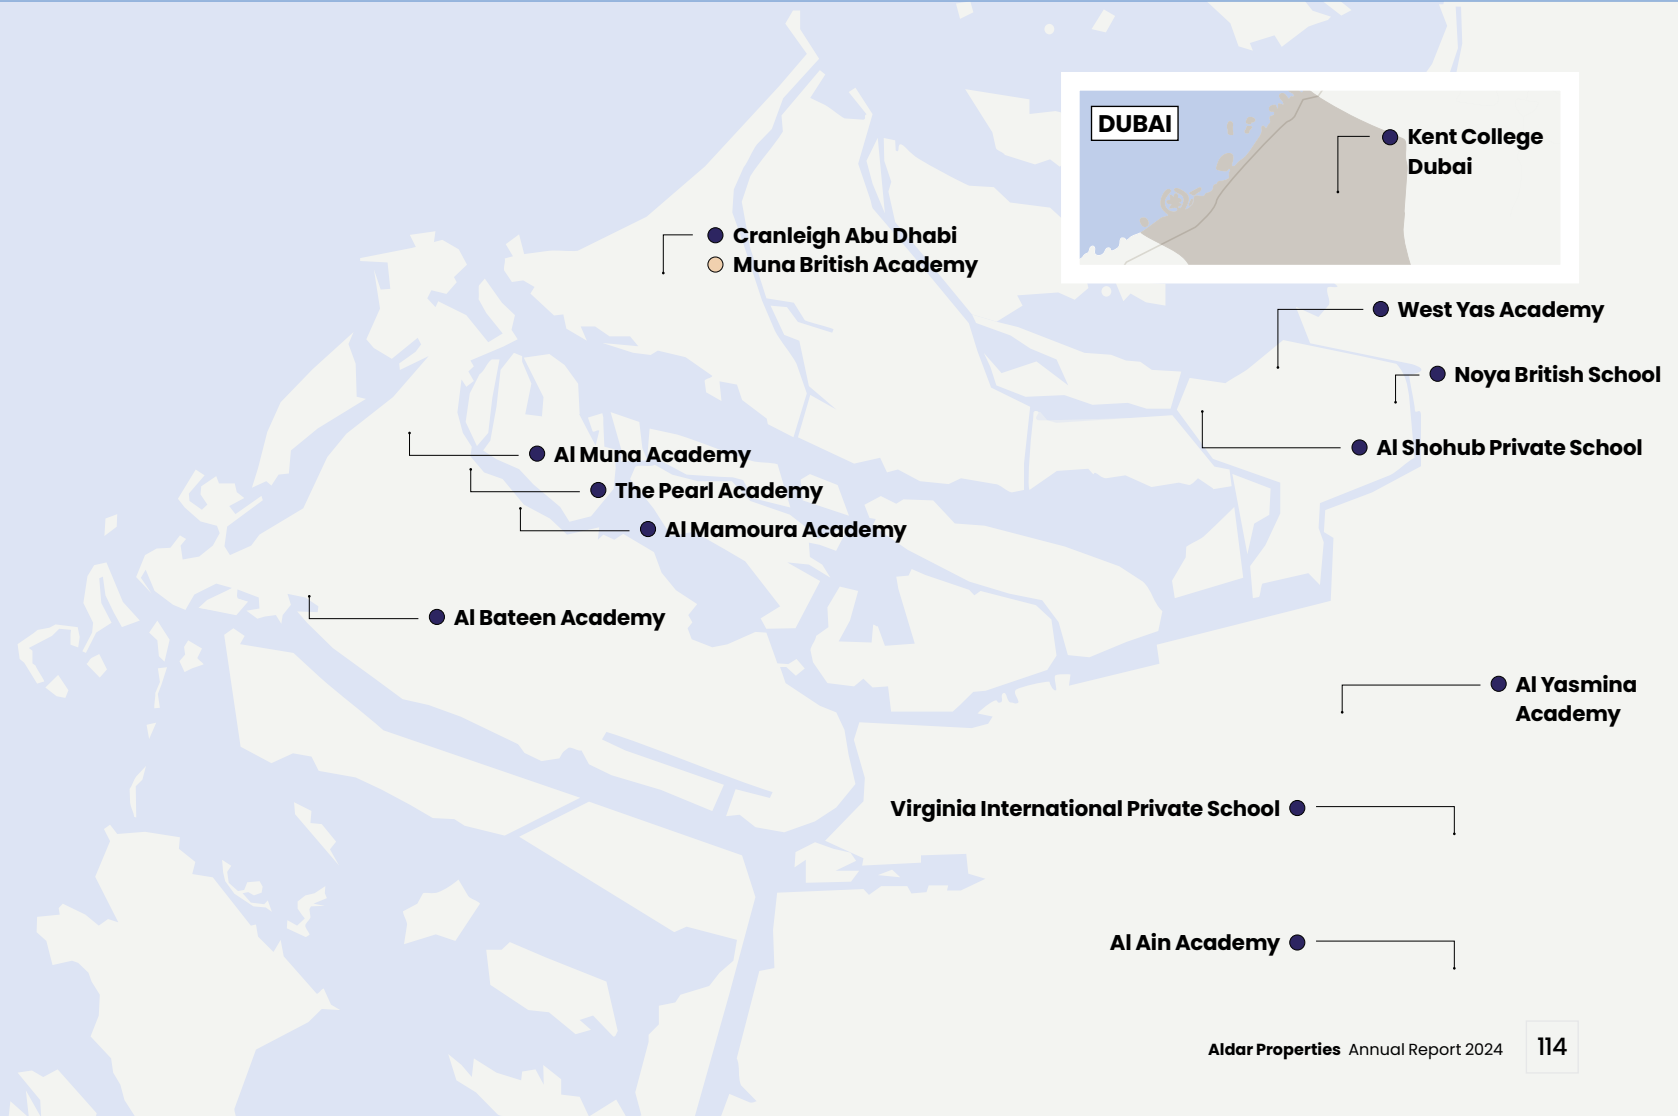 DUBAI
Kent College
Dubai
Cranleigh Abu Dhabi
Muna British Academy
West Yas Academy
Noya British School
Al Shohub Private School
Al Muna Academy
The Pearl Academy
Al Mamoura Academy
Al Bateen Academy
Al Yasmina
Academy
Virginia International Private School
Al Ain Academy
Aldar Properties Annual Report 2024 114